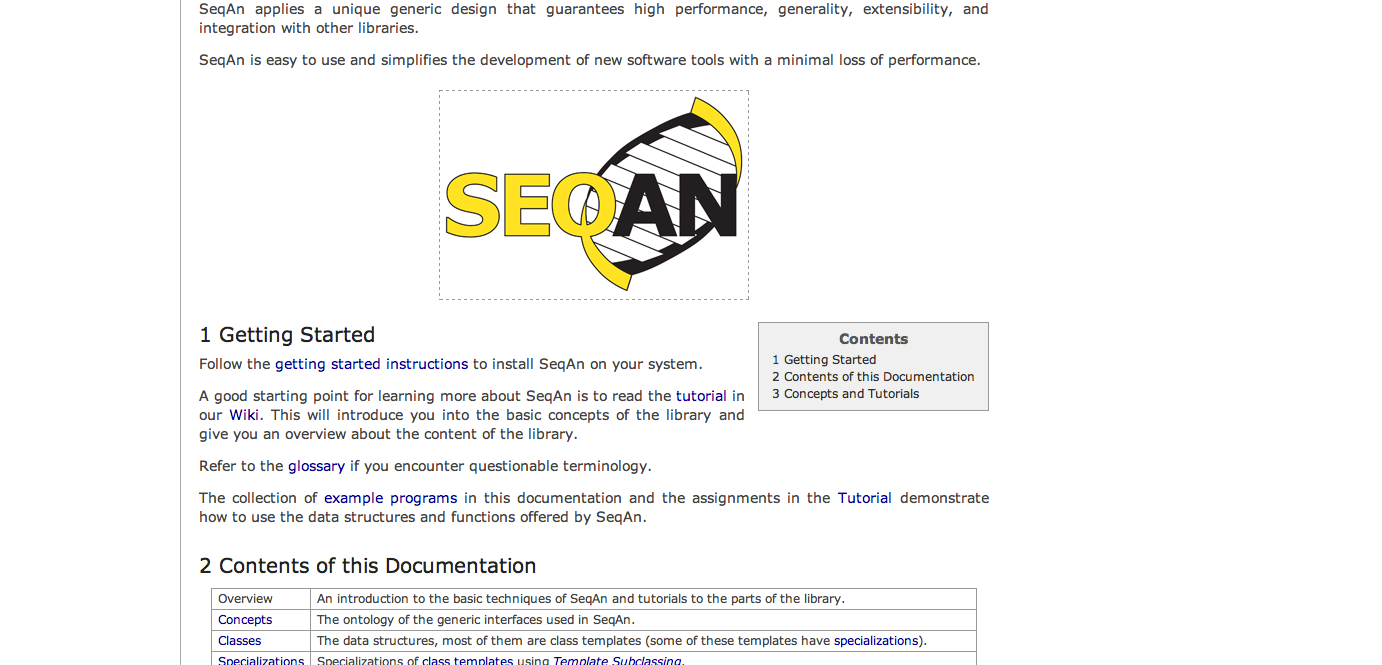 SeqAn applies a unique generic design that guarantees high performance, generality, extensibility, and
integration with other libraries.
SeqAn is easy to use and simplifies the development of new software tools with a minimal loss of performance.
SEQAN
1 Getting Started
Follow the getting started instructions to install SeqAn on your system.
A good starting point for learning more about SeqAn is to read the tutorial in
our Wiki. This will introduce you into the basic concepts of the library and
give you an overview about the content of the library.
Refer to the glossary if you encounter questionable terminology.
The collection of example programs in this documentation and the assignments in the Tutorial demonstrate
how to use the data structures and functions offered by SeqAn.
Contents
1 Getting Started
2 Contents of this Documentation
3 Concepts and Tutorials
2 Contents of this Documentation
Overview An introduction to the basic techniques of SeqAn and tutorials to the parts of the library.
Concepts The ontology of the generic interfaces used in SeqAn.
Classes The data structures, most of them are class templates (some of these templates have specializations).
Specializations Specializations of class templates using Template Subclassing.